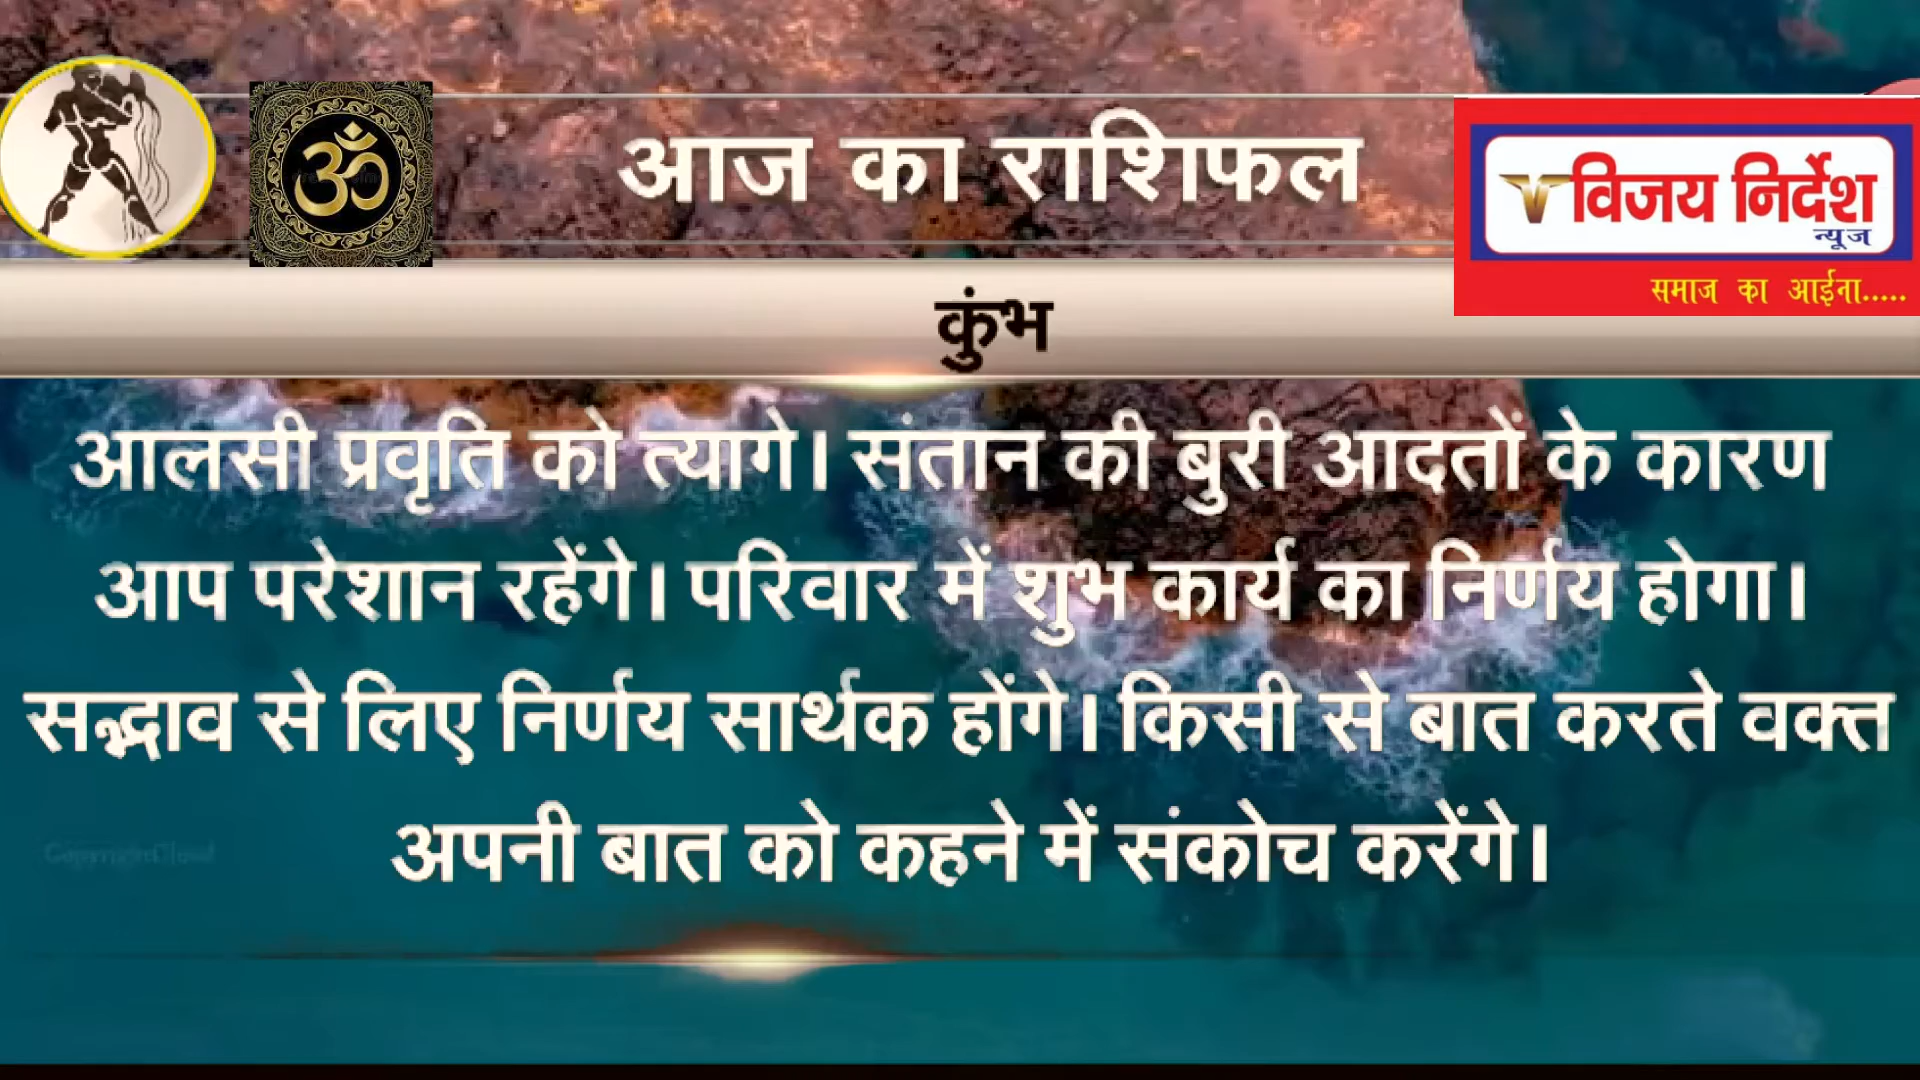 आज का राशिफल
विजय निर्देश
न्यूज
समाज का आईना.....
कुंभ
आलसी प्रवृति को त्यागे। संतान की बुरी आदतों के कारण
आप परेशान रहेंगे। परिवार में शुभ कार्य का निर्णय होगा।
सद्भाव से लिए निर्णय सार्थक होंगे। किसी से बात करते वक्त
अपनी बात को कहने में संकोच करेंगे।